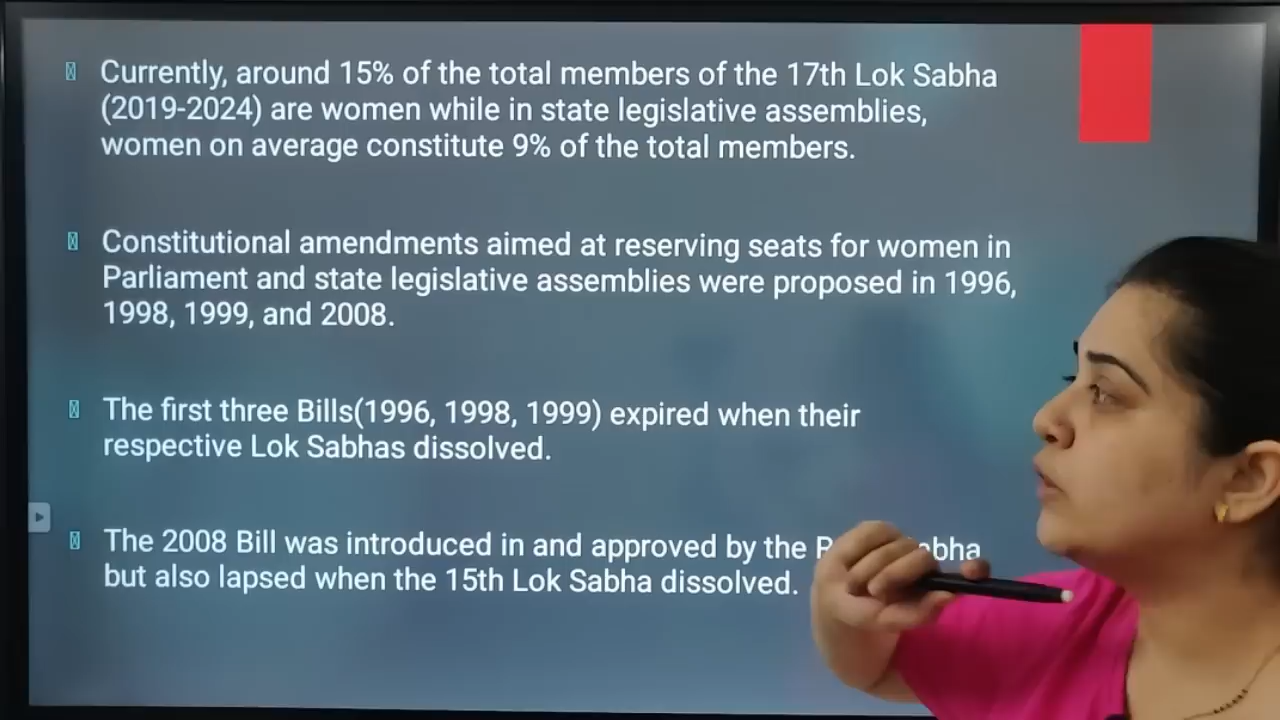 Currently, around 15% of the total members of the 17th Lok Sabha
(2019-2024) are women while in state legislative assemblies,
women on average constitute 9% of the total members.
Constitutional amendments aimed at reserving seats for women in
Parliament and state legislative assemblies were proposed in 1996,
1998, 1999, and 2008.
The first three Bills(1996, 1998, 1999) expired when their
respective Lok Sabhas dissolved.
The 2008 Bill was introduced in and approved by the
but also lapsed when the 15th Lok Sabha dissolved.